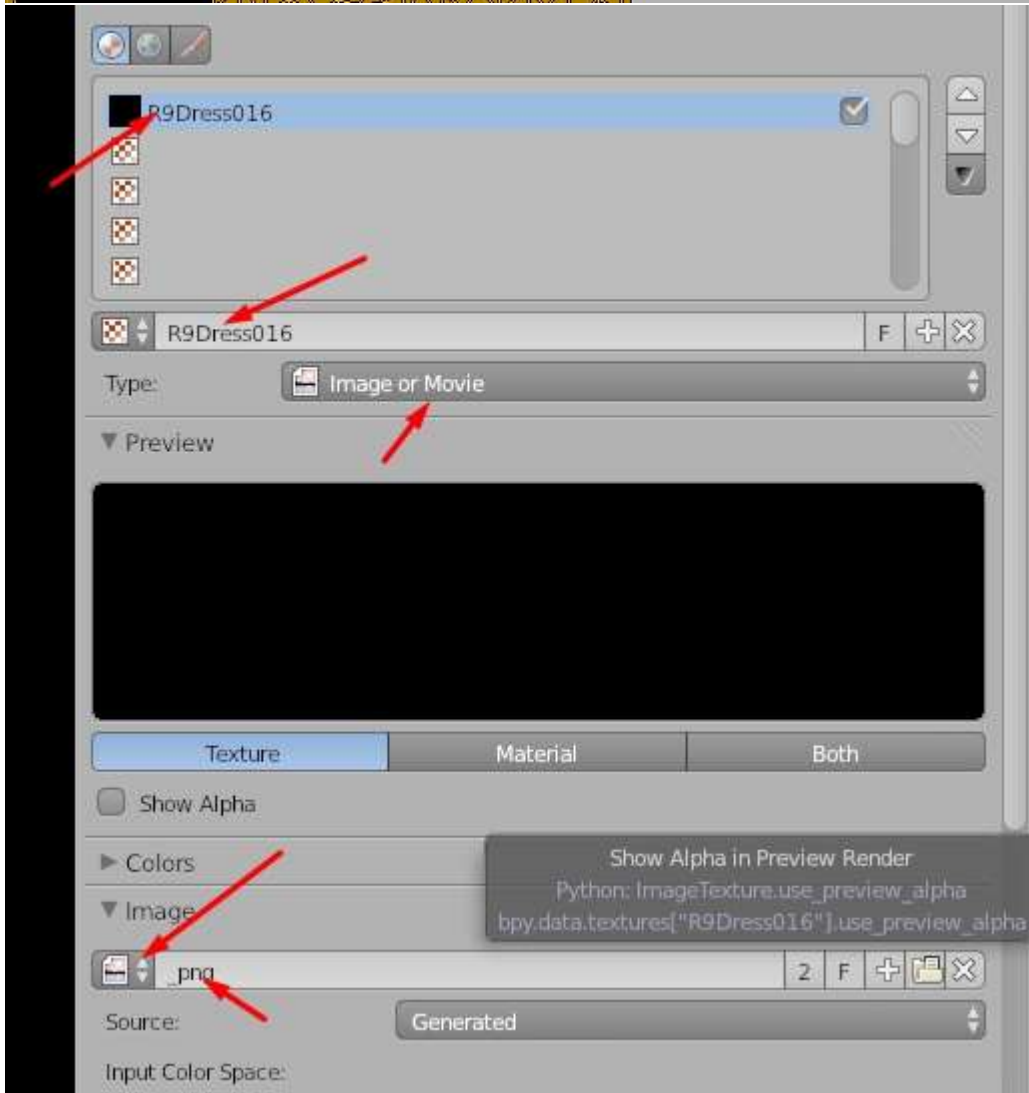 R9Dress016
R9Dress016 F
Type: Image or Movie
Preview
Texture Material Both
Show Alpha
Colors
Show Alpha in Preview Render
Python: ImageTexture.use_preview_alpha
bpy.data.textures["R9Dress016"].use_preview_alpha
Image
_png 2 F
Source: Generated
Input Color Space: